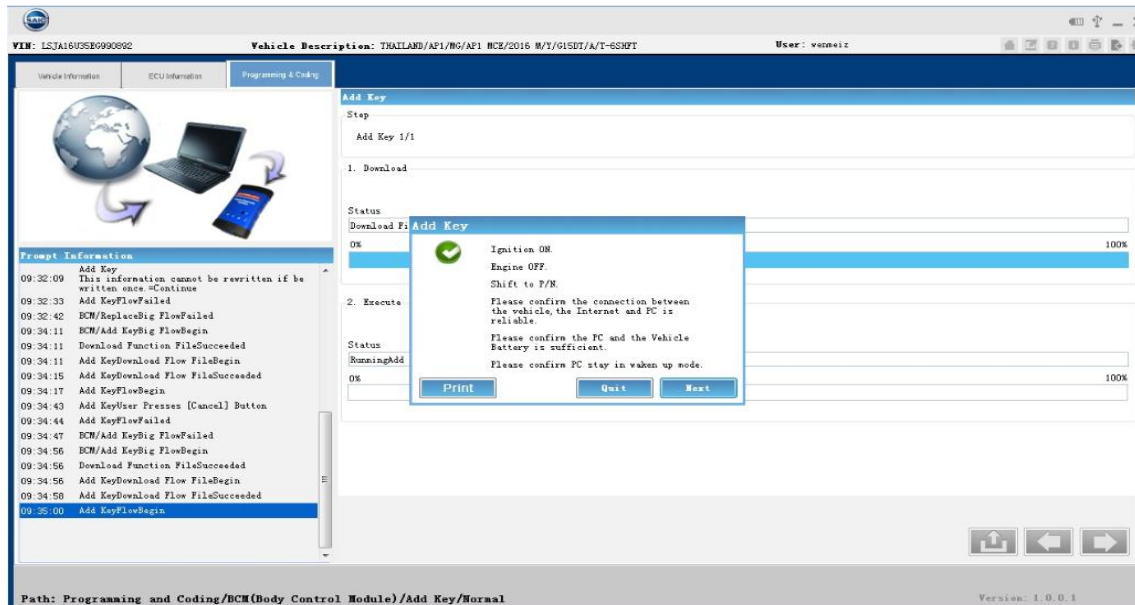 SAIC
VIN: LSJA16U35EG990892 Vehicle Description: THAILAND/AP1/MG/AP1 MCE/2016 M/Y/G15DT/A/T-6SHFT User: venmeiz
Vehicle Information ECU Information Programming & Coding
Add Key
Step
Add Key 1/1
1. Download
Status
Download Fi
0% 100%
2. Execute
Status
RunningAdd
0% 100%
Add Key
Ignition ON.
Engine OFF.
Shift to P/N.
Please confirm the connection between
the vehicle,the Internet and PC is
reliable.
Please confirm the PC and the Vehicle
Battery is sufficient.
Please confirm PC stay in waken up mode.
Print Quit Next
Prompt Information
Add Key
09:32:09 This information cannot be rewritten if be
written once.=Continue
09:32:33 Add KeyFlowFailed
09:32:42 BCM/ReplaceBig FlowFailed
09:34:11 BCM/Add KeyBig FlowBegin
09:34:11 Download Function FileSucceeded
09:34:11 Add KeyDownload Flow FileBegin
09:34:15 Add KeyDownload Flow FileSucceeded
09:34:17 Add KeyFlowBegin
09:34:43 Add KeyUser Presses [Cancel] Button
09:34:44 Add KeyFlowFailed
09:34:47 BCM/Add KeyBig FlowFailed
09:34:56 BCM/Add KeyBig FlowBegin
09:34:56 Download Function FileSucceeded
09:34:56 Add KeyDownload Flow FileBegin
09:34:58 Add KeyDownload Flow FileSucceeded
09:35:00 Add KeyFlowBegin
Path: Programming and Coding/BCM(Body Control Module)/Add Key/Normal Version: 1.0.0.1